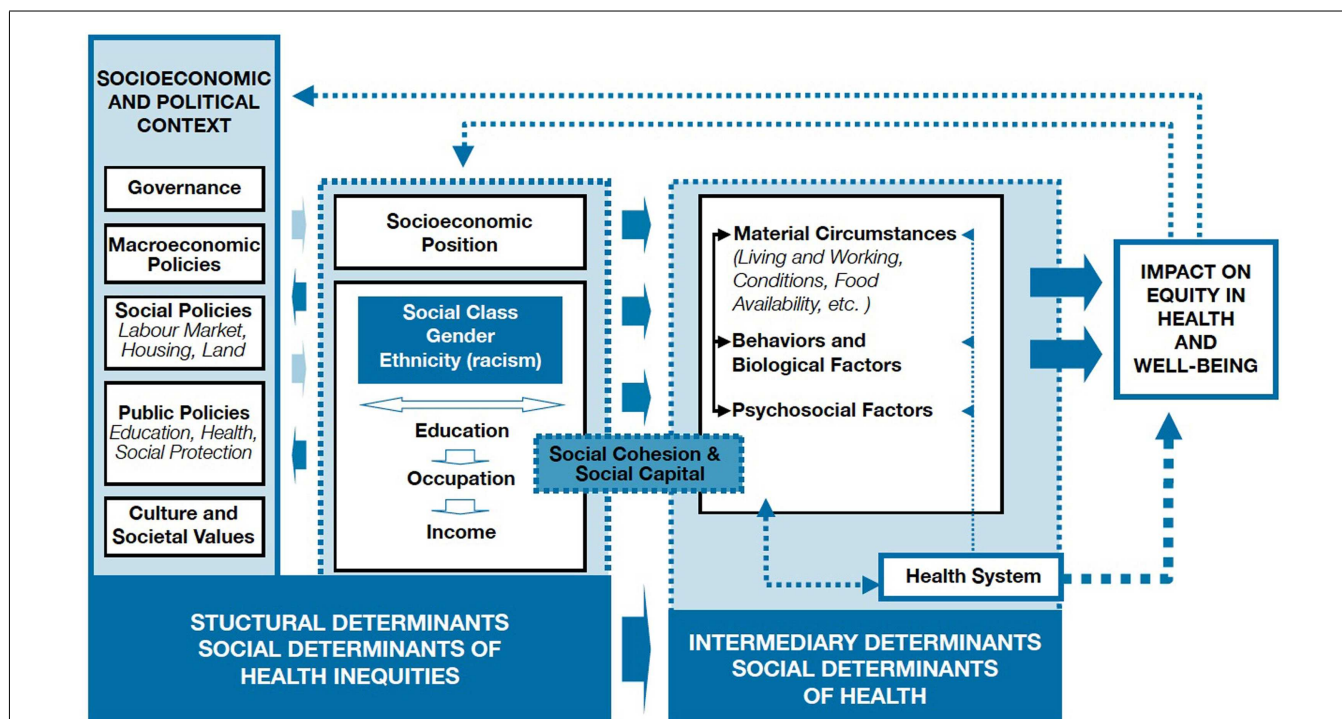 SOCIOECONOMIC
AND POLITICAL
CONTEXT
Governance
Macroeconomic
Policies
Social Policies
Labour Market,
Housing, Land
Public Policies
Education, Health,
Social Protection
Culture and
Societal Values
Socioeconomic
Position
Social Class
Gender
Ethnicity (racism)
Education
Occupation
Income
Social Cohesion &
Social Capital
Material Circumstances
(Living and Working,
Conditions, Food
Availability, etc. )
Behaviors and
Biological Factors
Psychosocial Factors
Health System
IMPACT ON
EQUITY IN
HEALTH
AND
WELL-BEING
STUCTURAL DETERMINANTS
SOCIAL DETERMINANTS OF
HEALTH INEQUITIES
INTERMEDIARY DETERMINANTS
SOCIAL DETERMINANTS
OF HEALTH